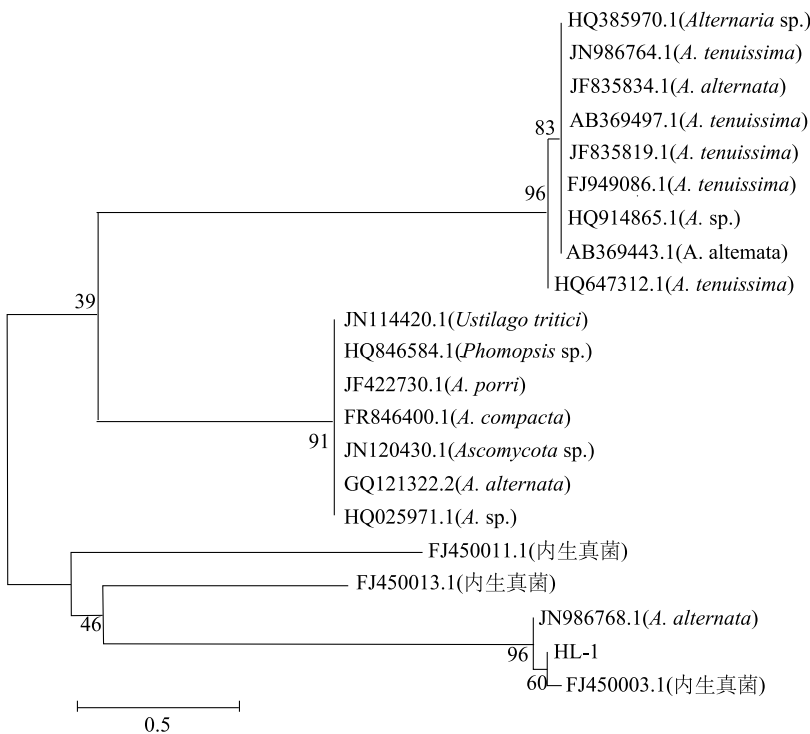 HQ385970.1(Alternaria sp.)
JN986764.1(A. tenuissima)
JF835834.1(A. alternata)
AB369497.1(A. tenuissima)
83
JF835819.1(A. tenuissima)
FJ949086.1(A. tenuissima)
96
HQ914865.1(A. sp.)
AB369443.1(A. altemata)
HQ647312.1(A. tenuissima)
39
JN114420.1(Ustilago tritici)
HQ846584.1(Phomopsis sp.)
JF422730.1(A. porri)
FR846400.1(A. compacta)
91
JN120430.1(Ascomycota sp.)
GQ121322.2(A. alternata)
HQ025971.1(A. sp.)
FJ450011.1(内生真菌)
FJ450013.1(内生真菌)
46
JN986768.1(A. alternata)
96
HL-1
60
FJ450003.1(内生真菌)
0.5